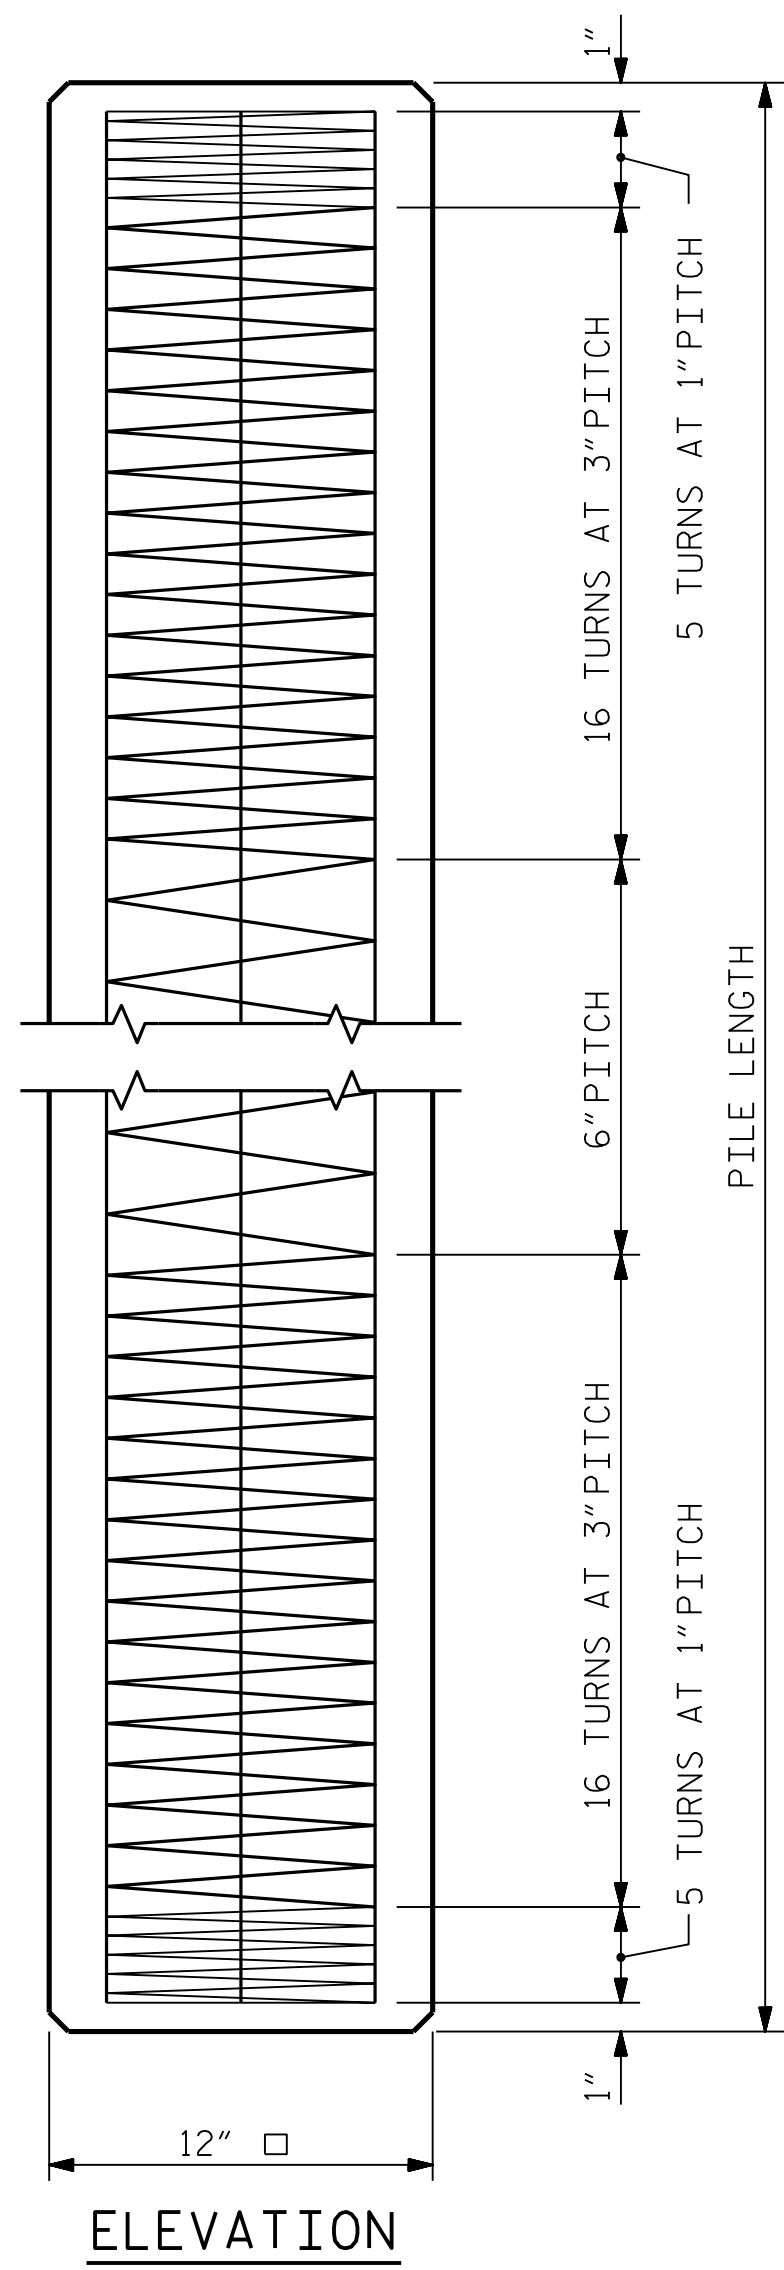 1"
5 TURNS AT 1"PITCH
16 TURNS AT 3"PITCH
6"PITCH
PILE LENGTH
16 TURNS AT 3"PITCH
5 TURNS AT 1"PITCH
1"
12" □
ELEVATION